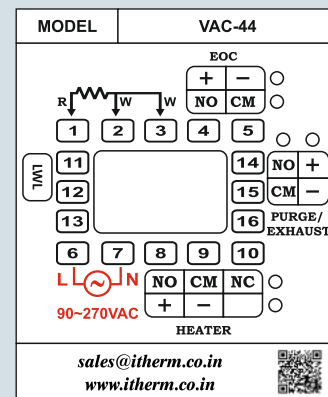 MODEL VAC-44
EOC
+ −
NO CM
R W W
1 2 3 4 5
LWL
11 14 NO +
12 15 CM −
13 16 PURGE/
EXHAUST
6 7 8 9 10
L ~ N NO CM NC
90~270VAC + −
HEATER
sales@itherm.co.in
www.itherm.co.in